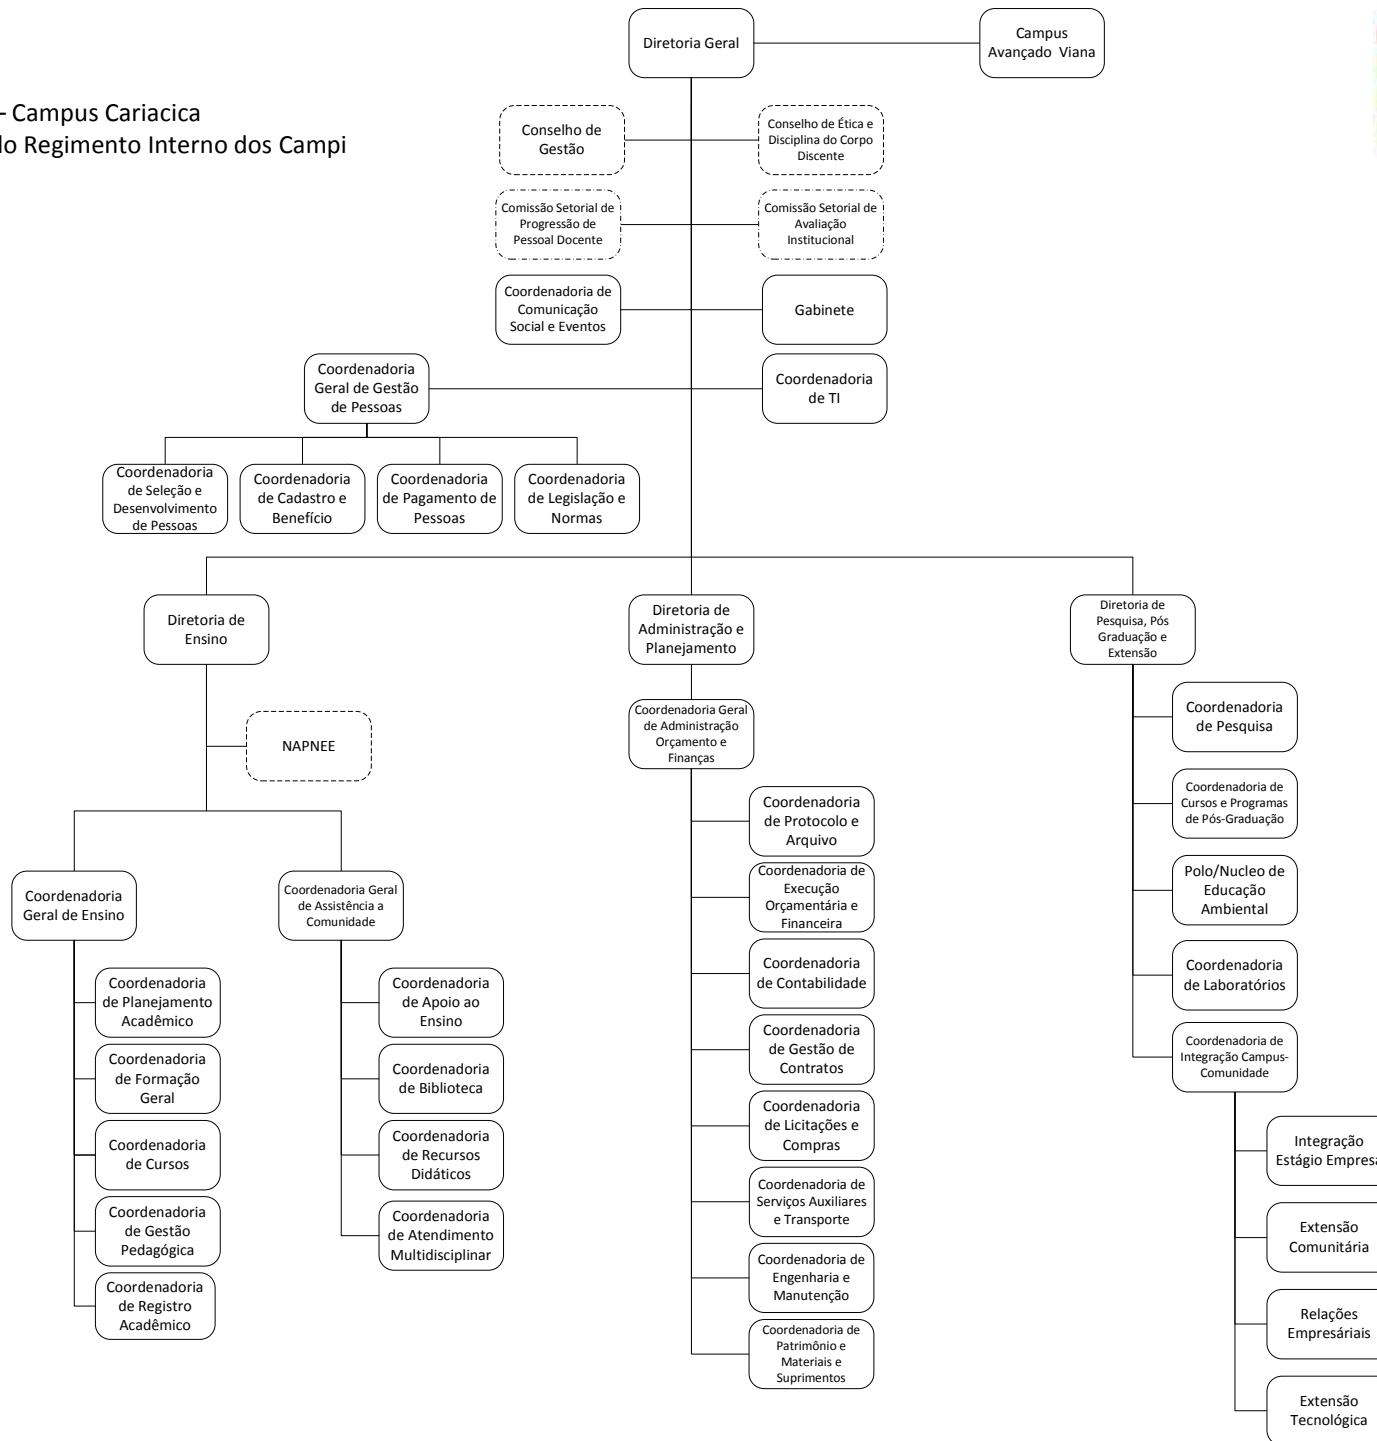 Diretoria Geral
Campus
Avançado Viana
- Campus Cariacica
do Regimento Interno dos Campi
Conselho de
Gestão
Conselho de Ética e
Disciplina do Corpo
Discente
Comissão Setorial de
Progressão de
Pessoal Docente
Comissão Setorial de
Avaliação
Institucional
Coordenadoria de
Comunicação
Social e Eventos
Gabinete
Coordenadoria
Geral de Gestão
de Pessoas
Coordenadoria
de TI
Coordenadoria
de Seleção e
Desenvolvimento
de Pessoas
Coordenadoria
de Cadastro e
Benefício
Coordenadoria
de Pagamento de
Pessoas
Coordenadoria
de Legislação e
Normas
Diretoria de
Ensino
Diretoria de
Administração e
Planejamento
Diretoria de
Pesquisa, Pós
Graduação e
Extensão
NAPNEE
Coordenadoria Geral
de Administração
Orçamento e
Finanças
Coordenadoria
Geral de Ensino
Coordenadoria Geral
de Assistência a
Comunidade
Coordenadoria
de Planejamento
Acadêmico
Coordenadoria
de Formação
Geral
Coordenadoria
de Cursos
Coordenadoria
de Gestão
Pedagógica
Coordenadoria
de Registro
Acadêmico
Coordenadoria
de Apoio ao
Ensino
Coordenadoria
de Biblioteca
Coordenadoria
de Recursos
Didáticos
Coordenadoria
de Atendimento
Multidisciplinar
Coordenadoria
de Protocolo e
Arquivo
Coordenadoria de
Execução
Orçamentária e
Financeira
Coordenadoria
de Contabilidade
Coordenadoria
de Gestão de
Contratos
Coordenadoria
de Licitações e
Compras
Coordenadoria de
Serviços Auxiliares
e Transporte
Coordenadoria de
Engenharia e
Manutenção
Coordenadoria de
Patrimônio e
Materiais e
Suprimentos
Coordenadoria
de Pesquisa
Coordenadoria de
Cursos e Programas
de Pós-Graduação
Polo/Nucleo de
Educação
Ambiental
Coordenadoria
de Laboratórios
Coordenadoria de
Integração Campus-
Comunidade
Integração
Estágio Empresa
Extensão
Comunitária
Relações
Empresáriais
Extensão
Tecnológica